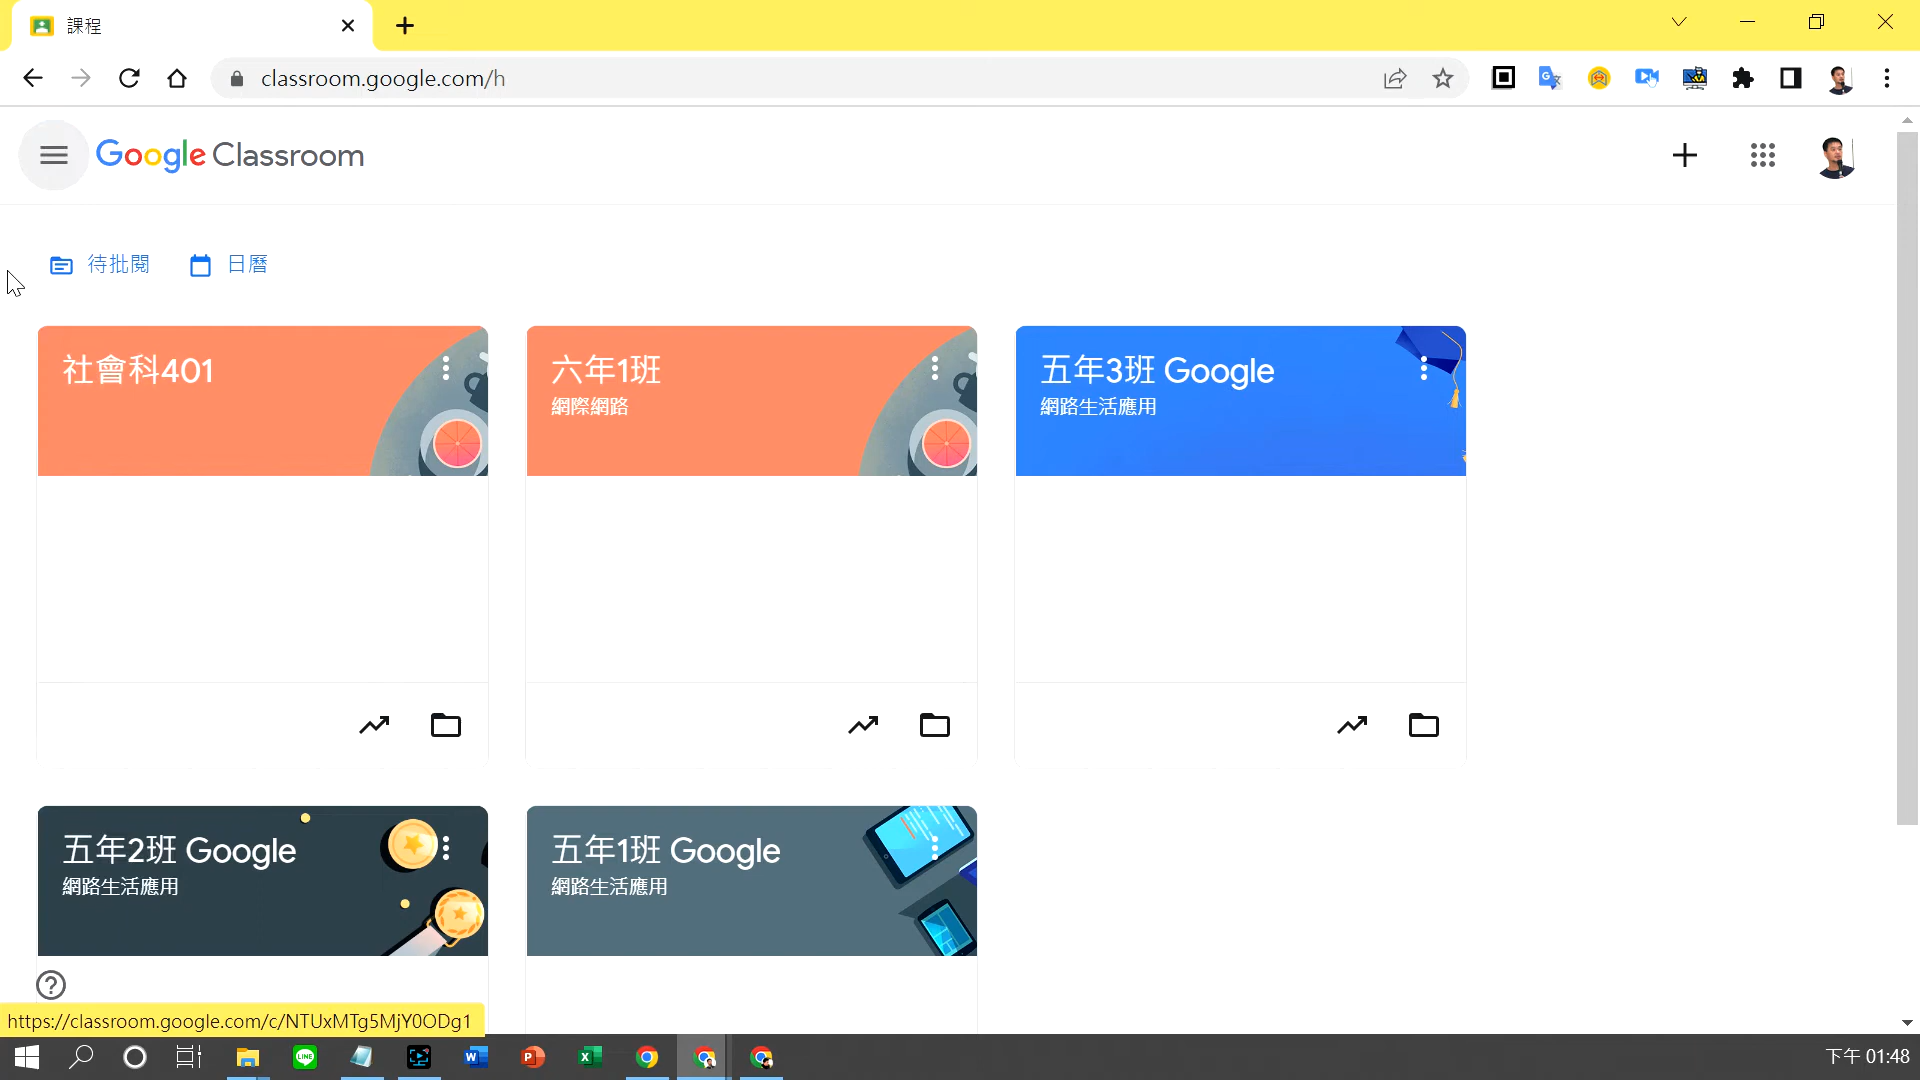 課程
classroom.google.com/h
Google Classroom
待批閱
日曆
社會科401
六年1班
網際網路
五年3班 Google
網路生活應用
五年2班 Google
網路生活應用
五年1班 Google
網路生活應用
https://classroom.google.com/c/NTUxMTg5MjY0ODg1
下午 01:48